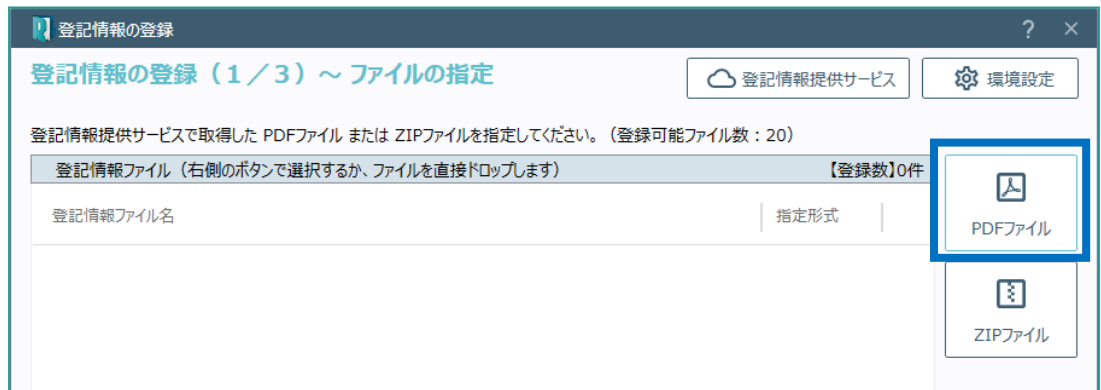 登記情報の登録
? ×
登記情報の登録（１／３）～ ファイルの指定
登記情報提供サービス
環境設定
登記情報提供サービスで取得した PDFファイル または ZIPファイルを指定してください。（登録可能ファイル数：20）
登記情報ファイル（右側のボタンで選択するか、ファイルを直接ドロップします）
【登録数】0件
登記情報ファイル名
指定形式
PDFファイル
ZIPファイル